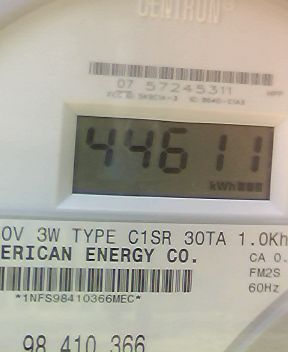 CENTRON®
07 57245311
44611
kWh
0V 3W TYPE C1SR 30TA 1.0Kh
ERICAN ENERGY CO.
CA 0.
FM2S
60Hz
*1NFS98410366MEC*
98 410 366